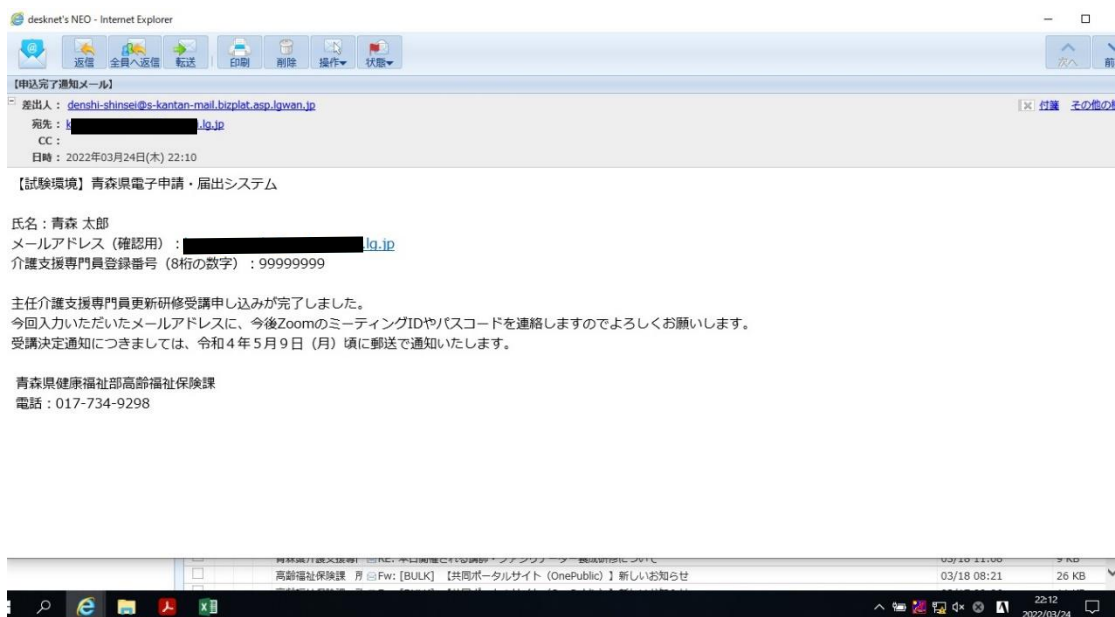 desknet's NEO - Internet Explorer
返信 全員へ返信 転送 印刷 削除 操作▼ 状態▼ 次へ 前
【申込完了通知メール】
差出人： denshi-shinsei@s-kantan-mail.bizplat.asp.lgwan.jp 付箋 その他の
宛先： k .lg.jp
CC：
日時： 2022年03月24日(木) 22:10
【試験環境】青森県電子申請・届出システム
氏名：青森 太郎
メールアドレス（確認用）： .lg.jp
介護支援専門員登録番号（8桁の数字）：99999999
主任介護支援専門員更新研修受講申し込みが完了しました。
今回入力いただいたメールアドレスに、今後ZoomのミーティングIDやパスコードを連絡しますのでよろしくお願いします。
受講決定通知につきましては、令和４年５月９日（月）頃に郵送で通知いたします。
青森県健康福祉部高齢福祉保険課
電話：017-734-9298
高齢福祉保険課 Fw: [BULK] 【共同ポータルサイト（OnePublic）】新しいお知らせ 03/18 08:21 26 KB
22:12
2022/03/24